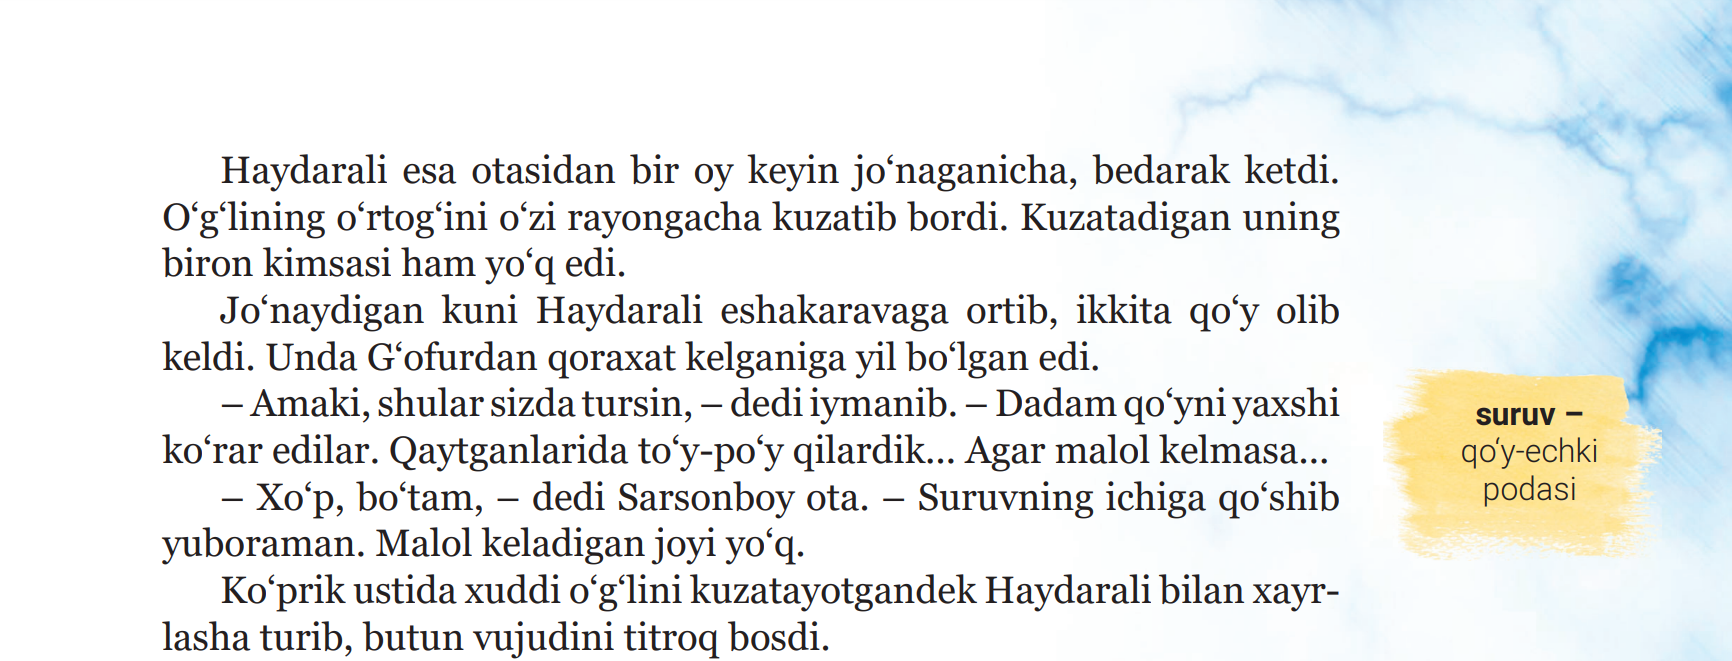 Haydarali esa otasidan bir oy keyin jo‘naganicha, bedarak ketdi.
O‘g‘lining o‘rtog‘ini o‘zi rayongacha kuzatib bordi. Kuzatadigan uning
biron kimsasi ham yo‘q edi.
Jo‘naydigan kuni Haydarali eshakaravaga ortib, ikkita qo‘y olib
keldi. Unda G‘ofurdan qoraxat kelganiga yil bo‘lgan edi.
– Amaki, shular sizda tursin, – dedi iymanib. – Dadam qo‘yni yaxshi
ko‘rar edilar. Qaytganlarida to‘y-po‘y qilardik... Agar malol kelmasa...
– Xo‘p, bo‘tam, – dedi Sarsonboy ota. – Suruvning ichiga qo‘shib
yuboraman. Malol keladigan joyi yo‘q.
Ko‘prik ustida xuddi o‘g‘lini kuzatayotgandek Haydarali bilan xayr-
lasha turib, butun vujudini titroq bosdi.
suruv –
qo‘y-echki
podasi